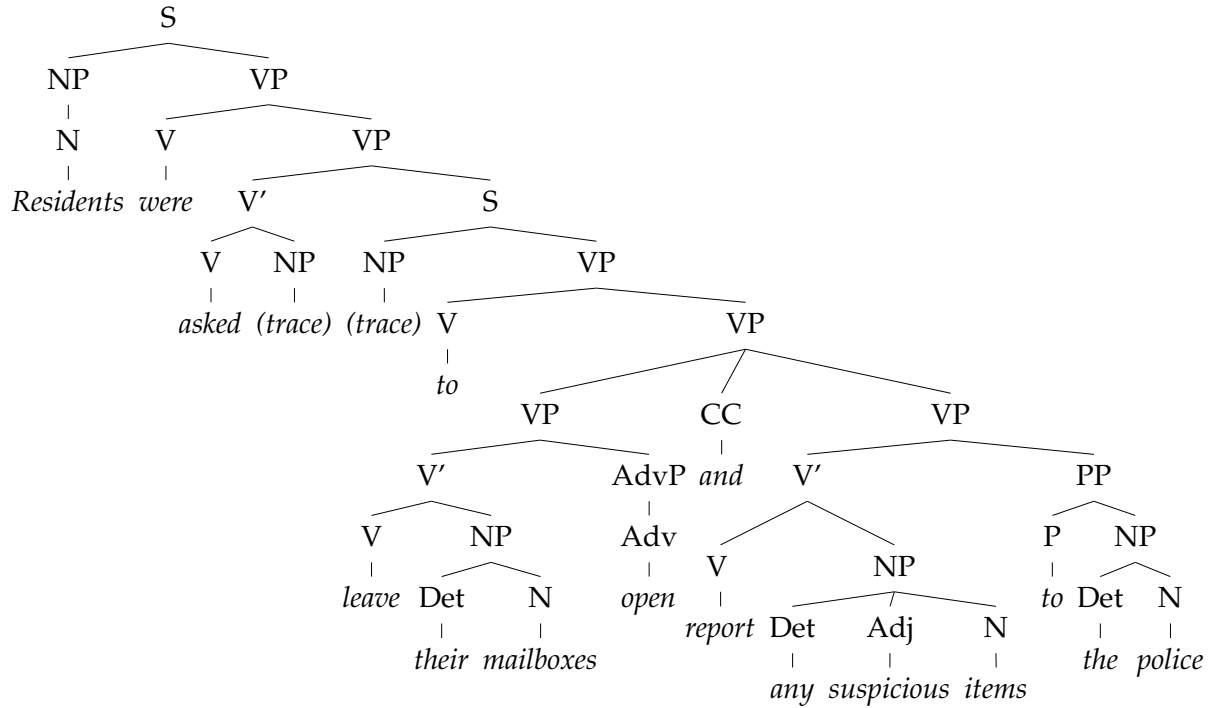 S
NP VP
N V VP
Residents were V' S
V NP NP VP
asked (trace) (trace) V VP
to
VP CC VP
V' AdvP and V' PP
V NP Adv P NP
V NP
leave Det N open to Det N
report Det Adj N
their mailboxes the police
any suspicious items